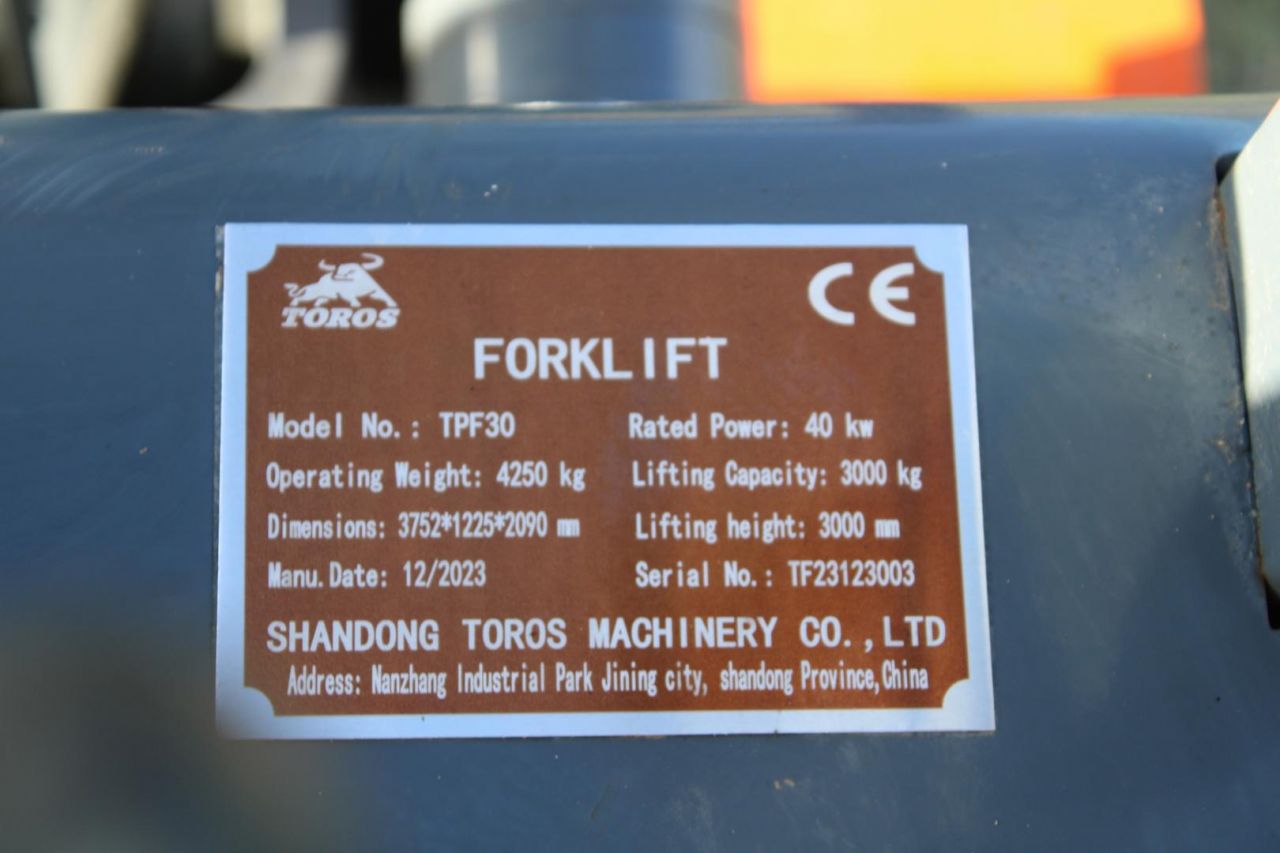 TOROS
CE
FORKLIFT
Model No.: TPF30
Rated Power: 40 kw
Operating Weight: 4250 kg
Lifting Capacity: 3000 kg
Dimensions: 3752*1225*2090 mm
Lifting height: 3000 mm
Manu.Date: 12/2023
Serial No.: TF23123003
SHANDONG TOROS MACHINERY CO.,LTD
Address: Nanzhang Industrial Park Jining city, shandong Province,China